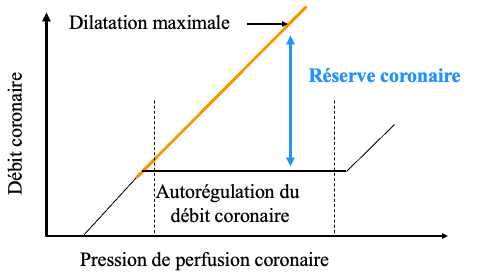 Dilatation maximale
Réserve coronaire
Débit coronaire
Autorégulation du
débit coronaire
Pression de perfusion coronaire